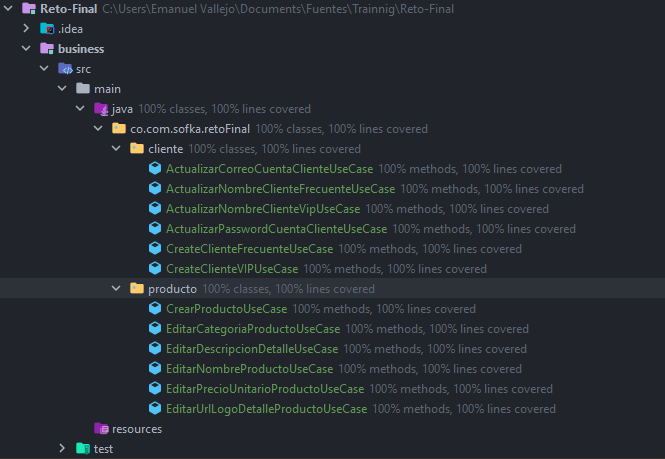 Reto-Final C:\Users\Emanuel Vallejo\Documents\Fuentes\Trainnig\Reto-Final
.idea
business
src
main
java 100% classes, 100% lines covered
co.com.sofka.retoFinal 100% classes, 100% lines covered
cliente 100% classes, 100% lines covered
ActualizarCorreoCuentaClienteUseCase 100% methods, 100% lines covered
ActualizarNombreClienteFrecuenteUseCase 100% methods, 100% lines covered
ActualizarNombreClienteVipUseCase 100% methods, 100% lines covered
ActualizarPasswordCuentaClienteUseCase 100% methods, 100% lines covered
CreateClienteFrecuenteUseCase 100% methods, 100% lines covered
CreateClienteVIPUseCase 100% methods, 100% lines covered
producto 100% classes, 100% lines covered
CrearProductoUseCase 100% methods, 100% lines covered
EditarCategoriaProductoUseCase 100% methods, 100% lines covered
EditarDescripcionDetalleUseCase 100% methods, 100% lines covered
EditarNombreProductoUseCase 100% methods, 100% lines covered
EditarPrecioUnitarioProductoUseCase 100% methods, 100% lines covered
EditarUrlLogoDetalleProductoUseCase 100% methods, 100% lines covered
resources
test